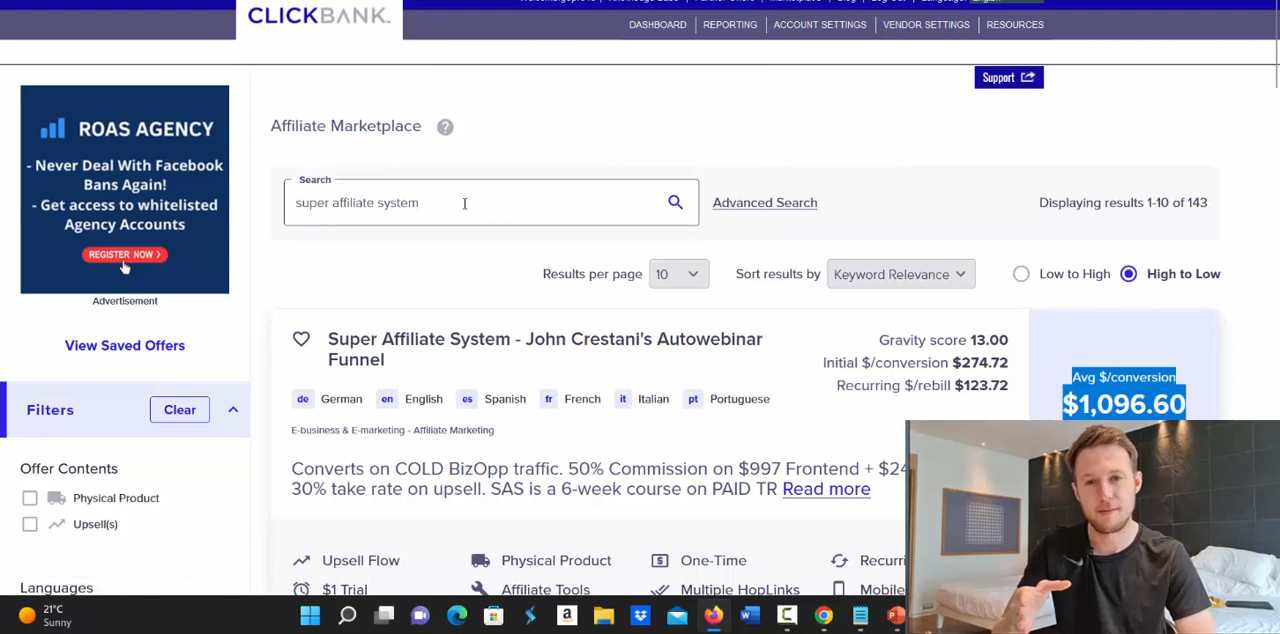 CLICKBANK
DASHBOARD
REPORTING
ACCOUNT SETTINGS
VENDOR SETTINGS
RESOURCES
Support
ROAS AGENCY
- Never Deal With Facebook
Bans Again!
- Get access to whitelisted
Agency Accounts
REGISTER NOW >
Advertisement
View Saved Offers
Filters
Clear
Offer Contents
Physical Product
Upsell(s)
Languages
Affiliate Marketplace ?
Search
super affiliate system
Advanced Search
Displaying results 1-10 of 143
Results per page 10
Sort results by Keyword Relevance
Low to High
High to Low
Super Affiliate System - John Crestani's Autowebinar
Funnel
Gravity score 13.00
Initial $/conversion $274.72
Recurring $/rebill $123.72
Avg $/conversion
$1,096.60
de German en English es Spanish fr French it Italian pt Portuguese
E-business & E-marketing - Affiliate Marketing
Converts on COLD BizOpp traffic. 50% Commission on $997 Frontend + $24
30% take rate on upsell. SAS is a 6-week course on PAID TR Read more
Upsell Flow
Physical Product
One-Time
Recurri
$1 Trial
Affiliate Tools
Multiple HopLinks
Mobile
21°C
Sunny